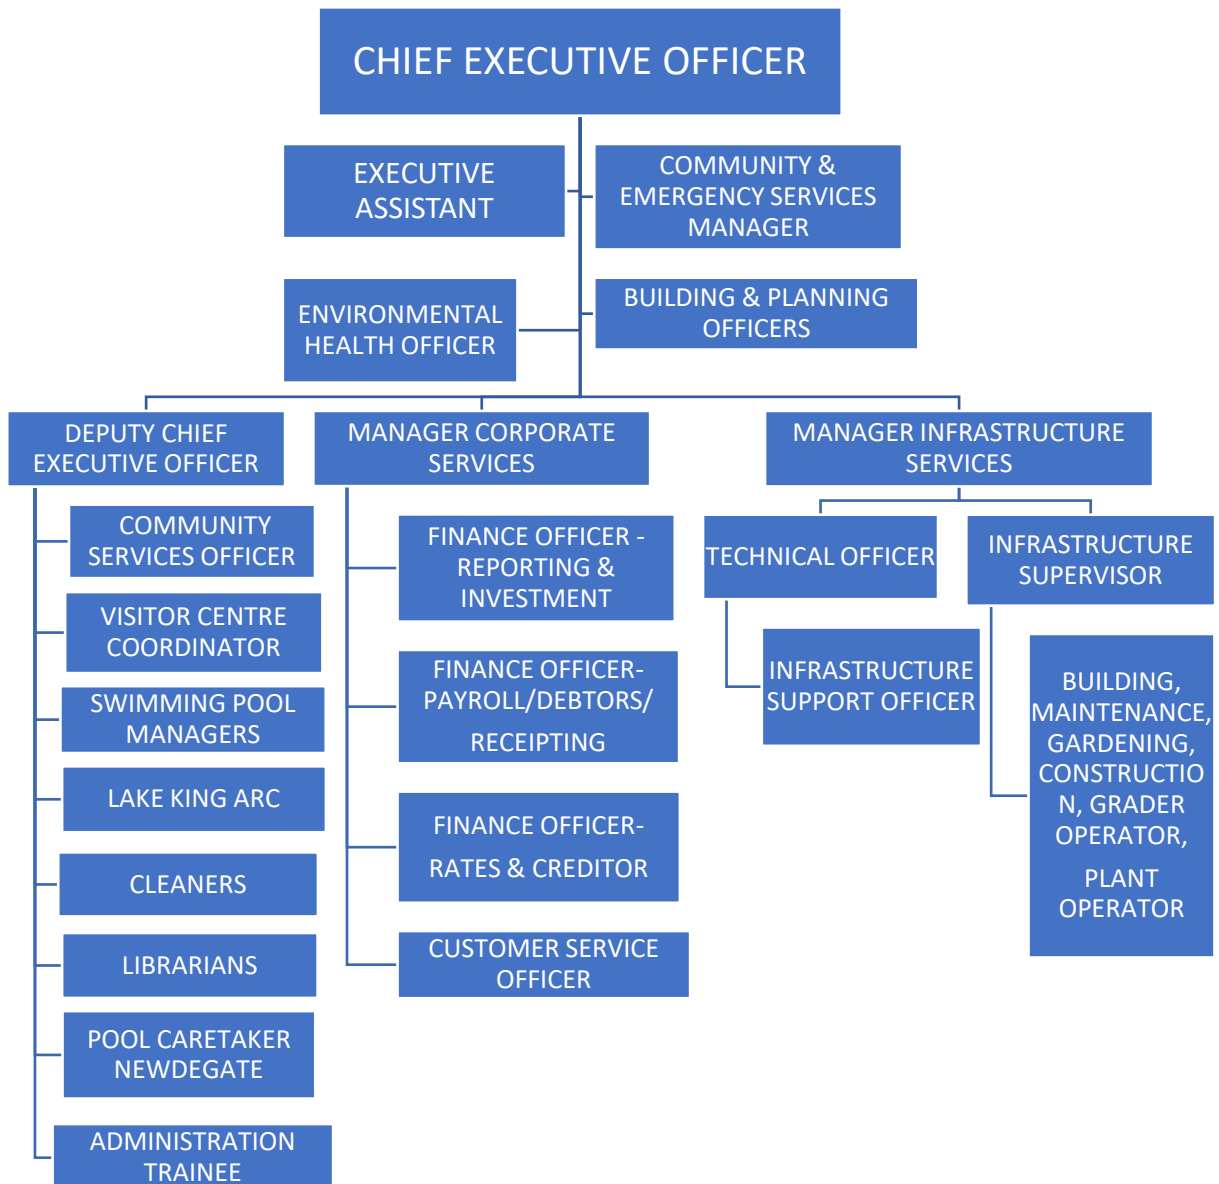 CHIEF EXECUTIVE OFFICER
EXECUTIVE
ASSISTANT
COMMUNITY &
EMERGENCY SERVICES
MANAGER
ENVIRONMENTAL
HEALTH OFFICER
BUILDING & PLANNING
OFFICERS
DEPUTY CHIEF
EXECUTIVE OFFICER
COMMUNITY
SERVICES OFFICER
VISITOR CENTRE
COORDINATOR
SWIMMING POOL
MANAGERS
LAKE KING ARC
CLEANERS
LIBRARIANS
POOL CARETAKER
NEWDEGATE
ADMINISTRATION
TRAINEE
MANAGER CORPORATE
SERVICES
FINANCE OFFICER -
REPORTING &
INVESTMENT
FINANCE OFFICER-
PAYROLL/DEBTORS/
RECEIPTING
FINANCE OFFICER-
RATES & CREDITOR
CUSTOMER SERVICE
OFFICER
MANAGER INFRASTRUCTURE
SERVICES
TECHNICAL OFFICER
INFRASTRUCTURE
SUPPORT OFFICER
INFRASTRUCTURE
SUPERVISOR
BUILDING,
MAINTENANCE,
GARDENING,
CONSTRUCTIO
N, GRADER
OPERATOR,
PLANT
OPERATOR